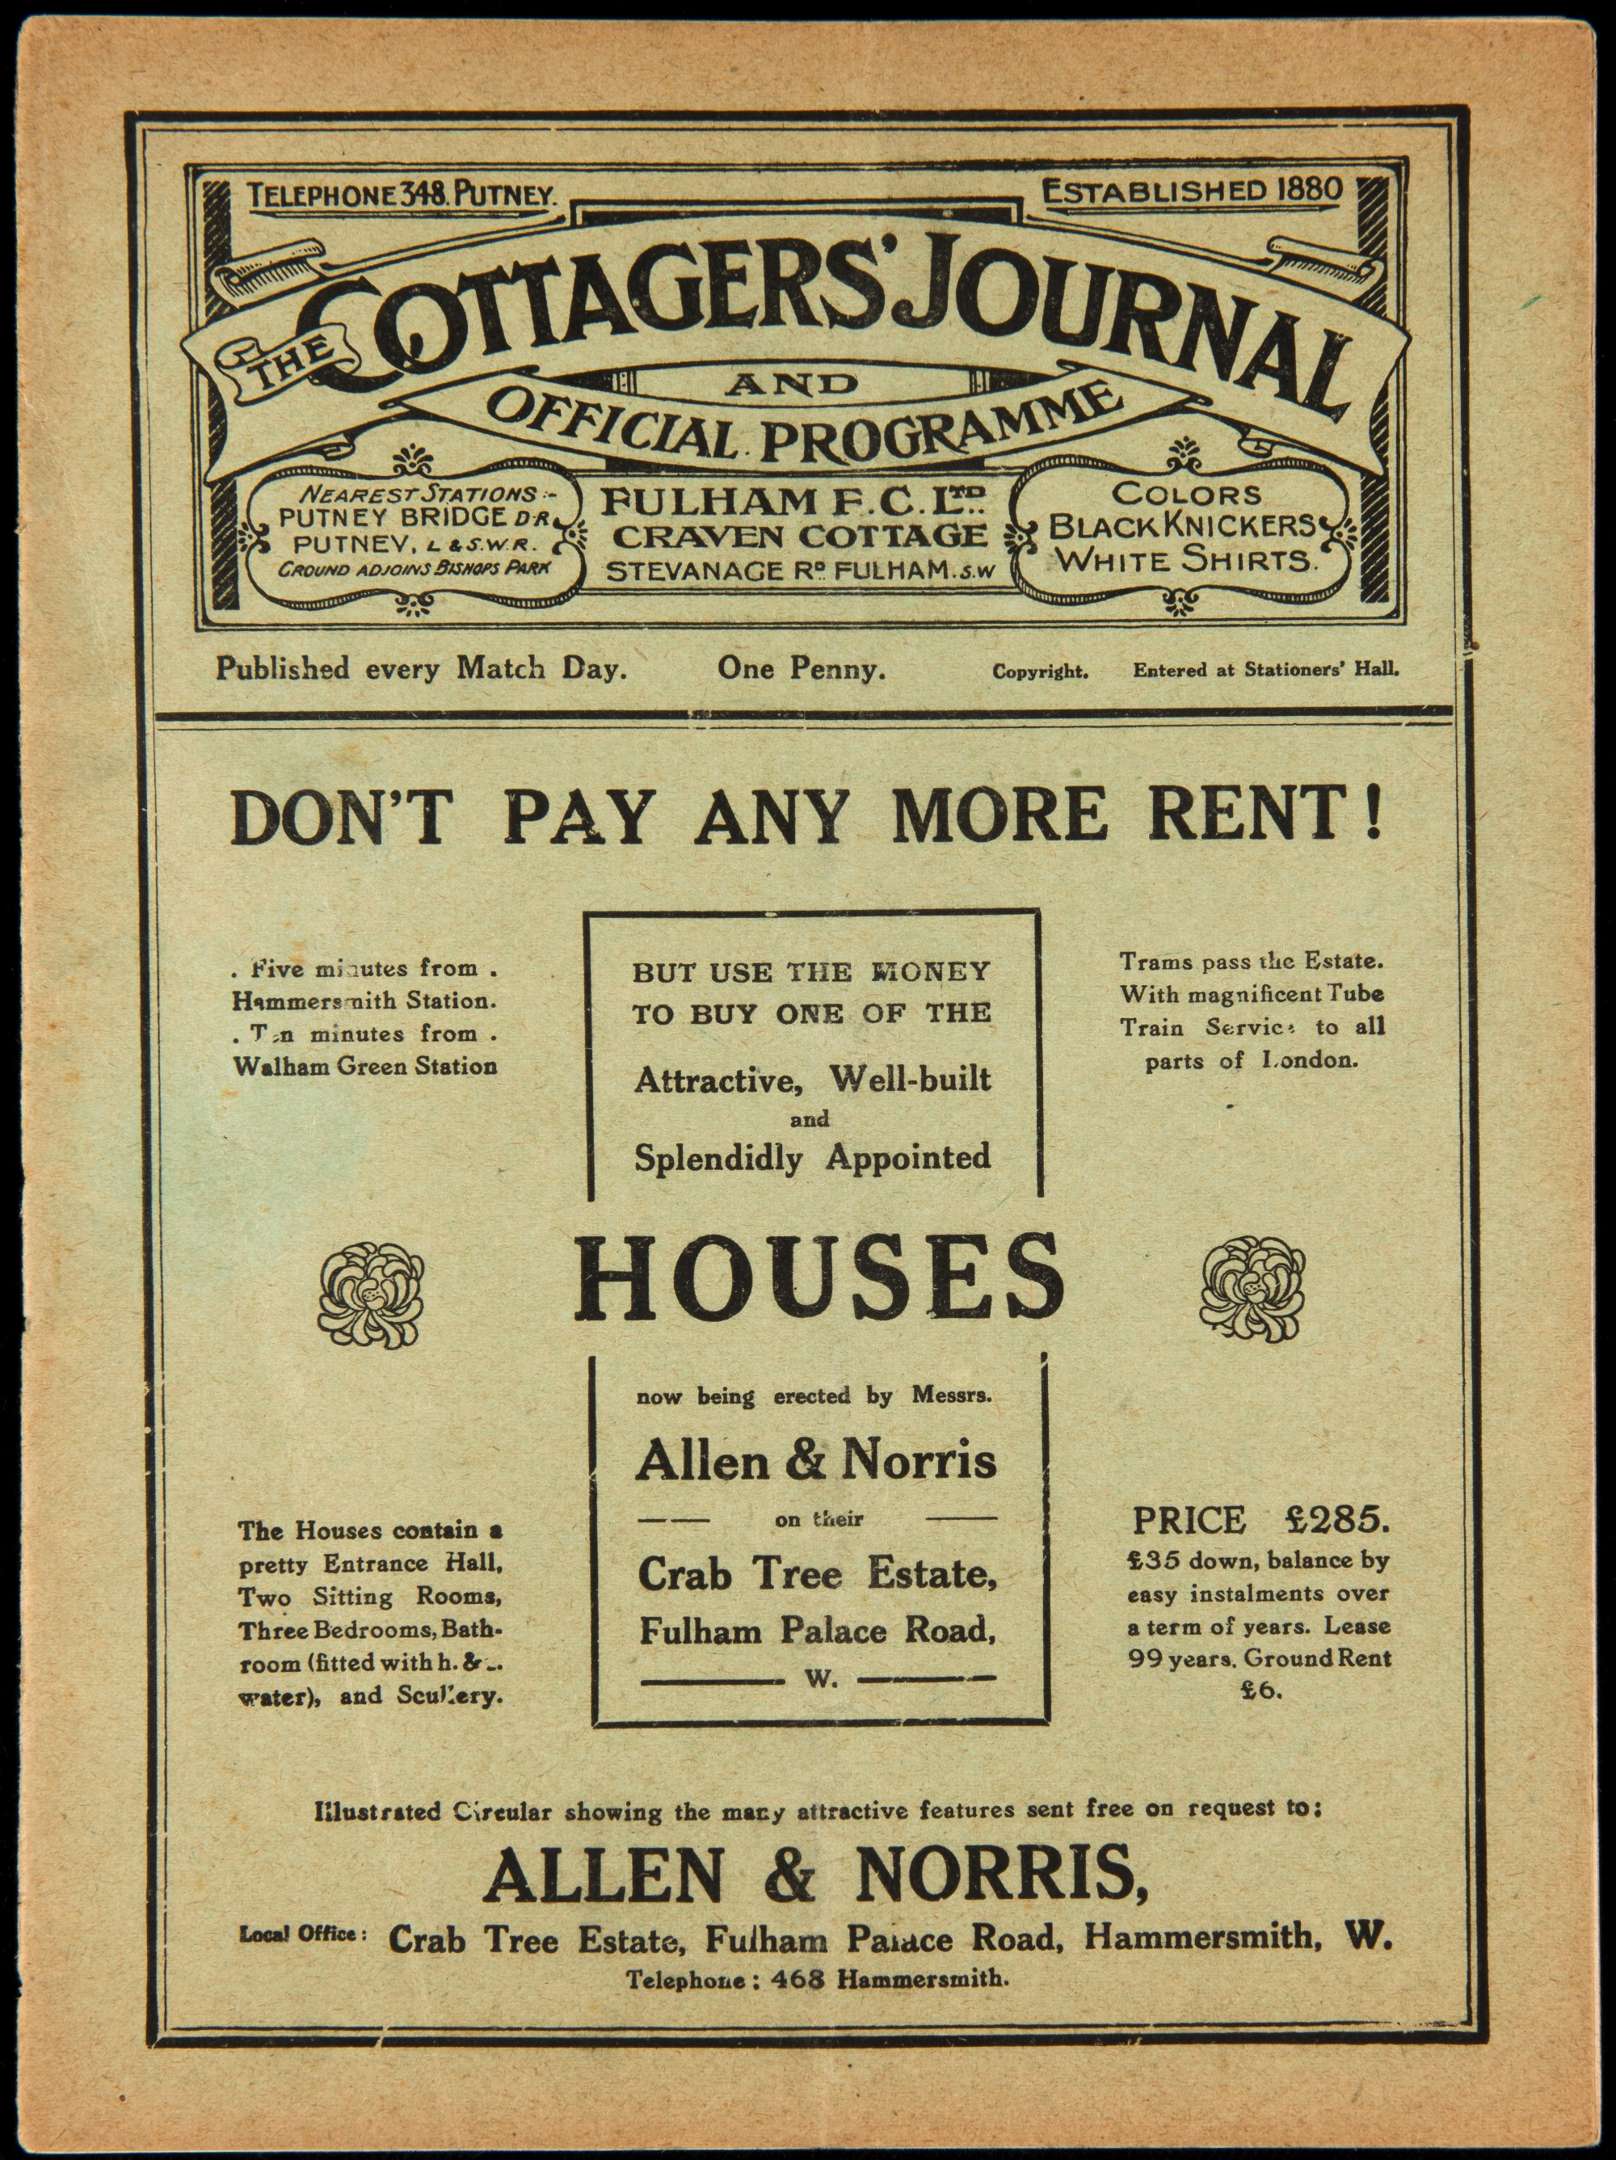 TELEPHONE 348. PUTNEY.
ESTABLISHED 1880
THE COTTAGERS' JOURNAL
AND
OFFICIAL PROGRAMME
NEAREST STATIONS:-
PUTNEY BRIDGE D.R.
PUTNEY, L & S.W.R.
GROUND ADJOINS BISHOPS PARK
FULHAM F.C. LTD.
CRAVEN COTTAGE
STEVANAGE RD FULHAM. S.W
COLORS
BLACK KNICKERS
WHITE SHIRTS.
Published every Match Day. One Penny. Copyright. Entered at Stationers' Hall.
DON'T PAY ANY MORE RENT!
. Five minutes from .
Hammersmith Station.
. Ten minutes from .
Walham Green Station
BUT USE THE MONEY
TO BUY ONE OF THE
Attractive, Well-built
and
Splendidly Appointed
Trams pass the Estate.
With magnificent Tube
Train Service to all
parts of London.
HOUSES
now being erected by Messrs.
Allen & Norris
on their
Crab Tree Estate,
Fulham Palace Road,
W.
The Houses contain a
pretty Entrance Hall,
Two Sitting Rooms,
Three Bedrooms, Bath-
room (fitted with h. &
water), and Scullery.
PRICE £285.
£35 down, balance by
easy instalments over
a term of years. Lease
99 years. Ground Rent
£6.
Illustrated Circular showing the many attractive features sent free on request to:
ALLEN & NORRIS,
Local Office: Crab Tree Estate, Fulham Palace Road, Hammersmith, W.
Telephone: 468 Hammersmith.